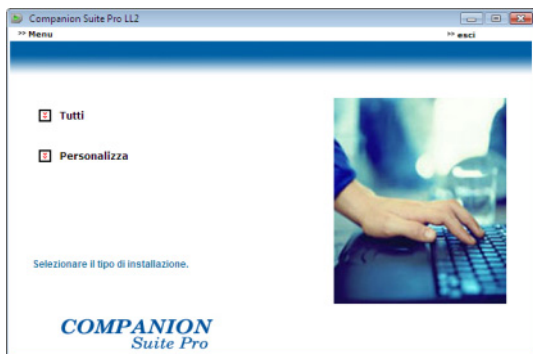 Companion Suite Pro LL2
>> Menu
>> esci
Tutti
Personalizza
Selezionare il tipo di installazione.
COMPANION
Suite Pro